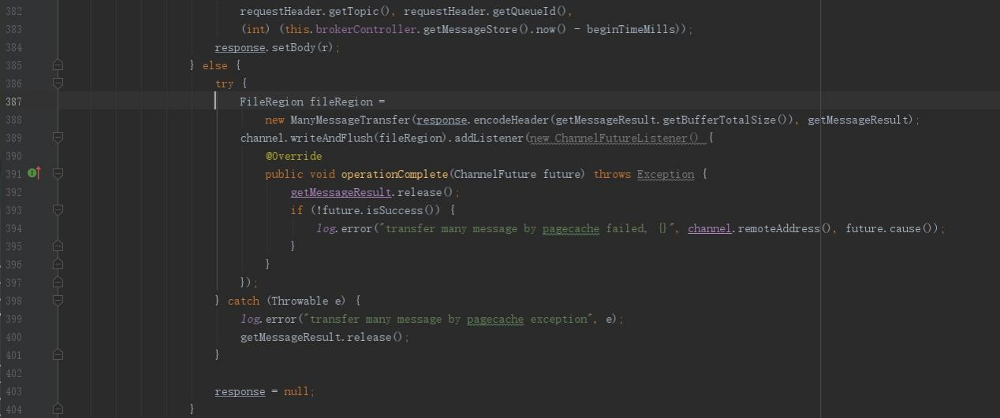 382 requestHeader.getTopic(), requestHeader.getQueueId(),
383 (int) (this.brokerController.getMessageStore().now() - beginTimeMills));
384 response.setBody(r);
385 } else {
386 try {
387 FileRegion fileRegion =
388 new ManyMessageTransfer(response.encodeHeader(getMessageResult.getBufferTotalSize()), getMessageResult);
389 channel.writeAndFlush(fileRegion).addListener(new ChannelFutureListener() {
390 @Override
391 public void operationComplete(ChannelFuture future) throws Exception {
392 getMessageResult.release();
393 if (!future.isSuccess()) {
394 log.error("transfer many message by pagecache failed, {}", channel.remoteAddress(), future.cause());
395 }
396 }
397 });
398 } catch (Throwable e) {
399 log.error("transfer many message by pagecache exception", e);
400 getMessageResult.release();
401 }
402
403 response = null;
404 }